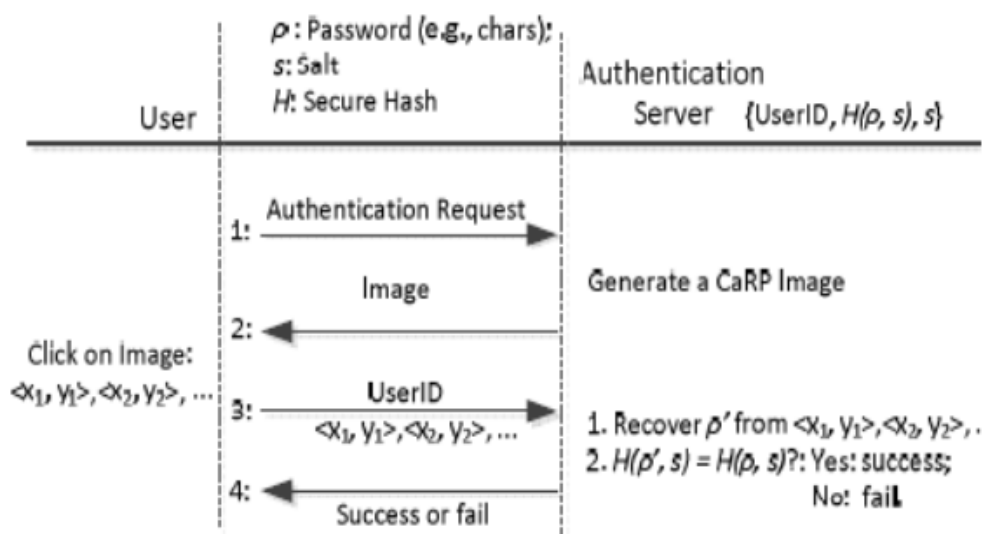 ρ: Password (e.g., chars);
s: Salt
H: Secure Hash
User
Authentication
Server {UserID, H(ρ, s), s}
Authentication Request
1:
Generate a CaRP Image
Image
2:
Click on Image:
<x₁, y₁>,<x₂,y₂>, ...
UserID
3:
<x₁, y₁>,<x₂, y₂>, ...
1. Recover ρ' from <x₁, y₁>,<x₂, y₂>, .
2. H(ρ', s) = H(ρ, s)?: Yes: success;
No: fail
4:
Success or fail